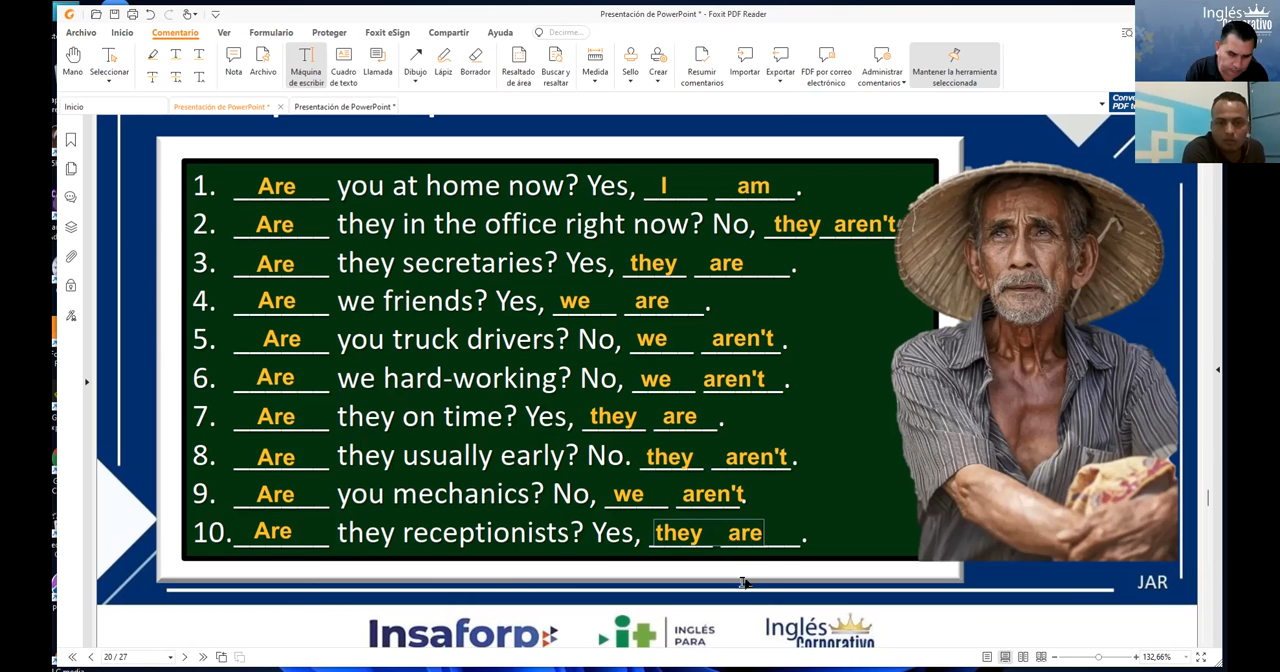 Presentación de PowerPoint * - Foxit PDF Reader
Archivo Inicio Comentario Ver Formulario Proteger Foxit eSign Compartir Ayuda Decirme...
Mano Seleccionar Nota Archivo Máquina de escribir Cuadro de texto Llamada Dibujo Lápiz Borrador Resaltado de área Buscar y resaltar Medida Sello Crear Resumir comentarios Importar Exportar FDF por correo electrónico Administrar comentarios Mantener la herramienta seleccionada
Inicio Presentación de PowerPoint * Presentación de PowerPoint *
Inglés
Corporativo
1. Are you at home now? Yes, I am.
2. Are they in the office right now? No, they aren't
3. Are they secretaries? Yes, they are.
4. Are we friends? Yes, we are.
5. Are you truck drivers? No, we aren't.
6. Are we hard-working? No, we aren't.
7. Are they on time? Yes, they are.
8. Are they usually early? No. they aren't.
9. Are you mechanics? No, we aren't.
10. Are they receptionists? Yes, they are.
JAR
Insaforp
it INGLÉS PARA
Inglés Corporativo
20 / 27
132,66%